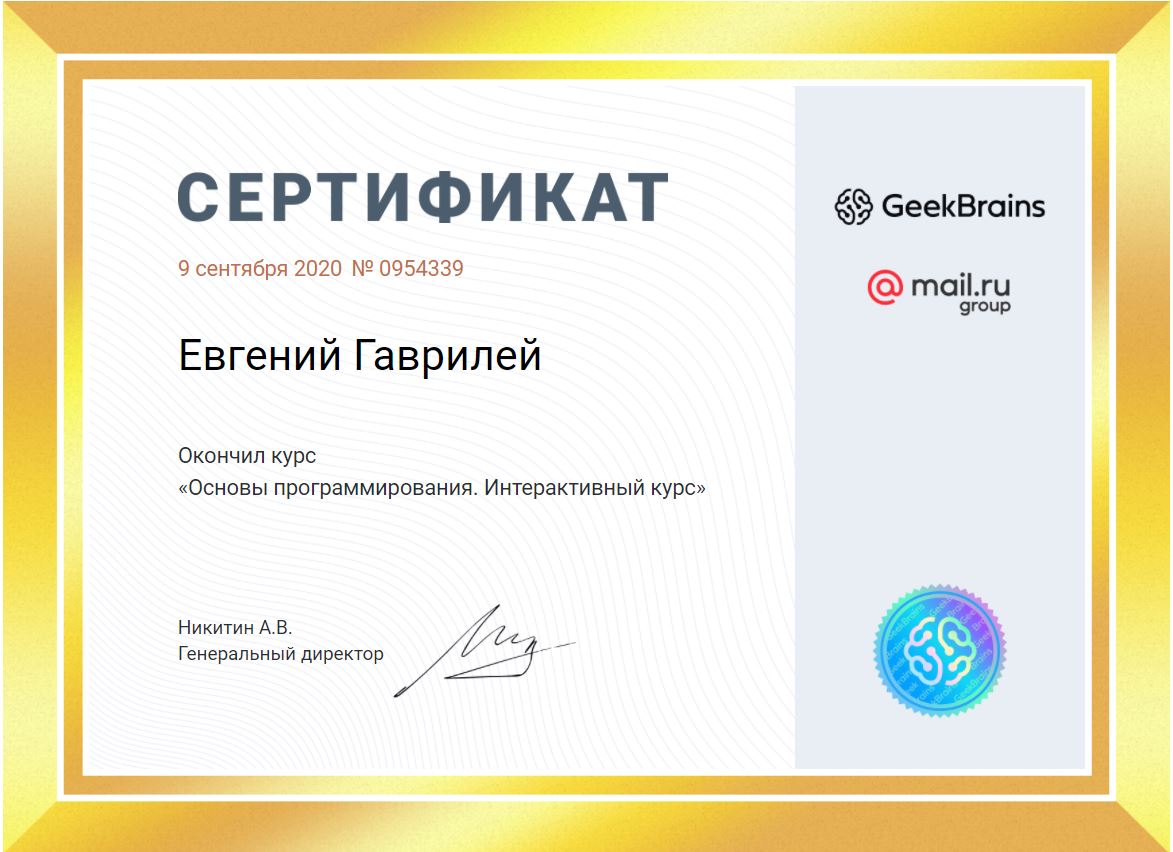 СЕРТИФИКАТ
9 сентября 2020 № 0954339
Евгений Гаврилей
Окончил курс
«Основы программирования. Интерактивный курс»
Никитин А.В.
Генеральный директор
GeekBrains
@mail.ru
group